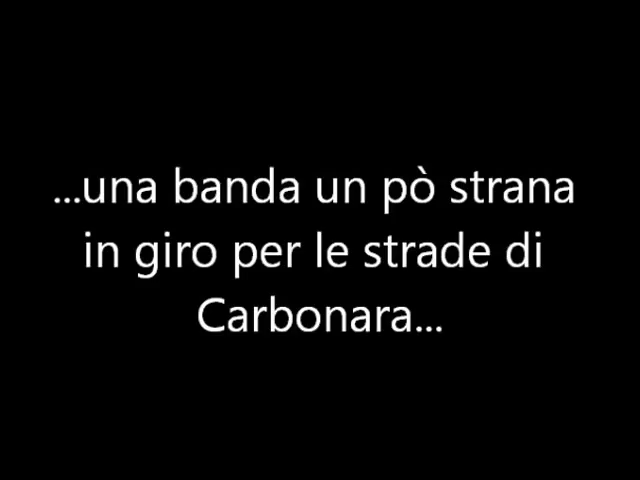 ...una banda un pò strana
in giro per le strade di
Carbonara...